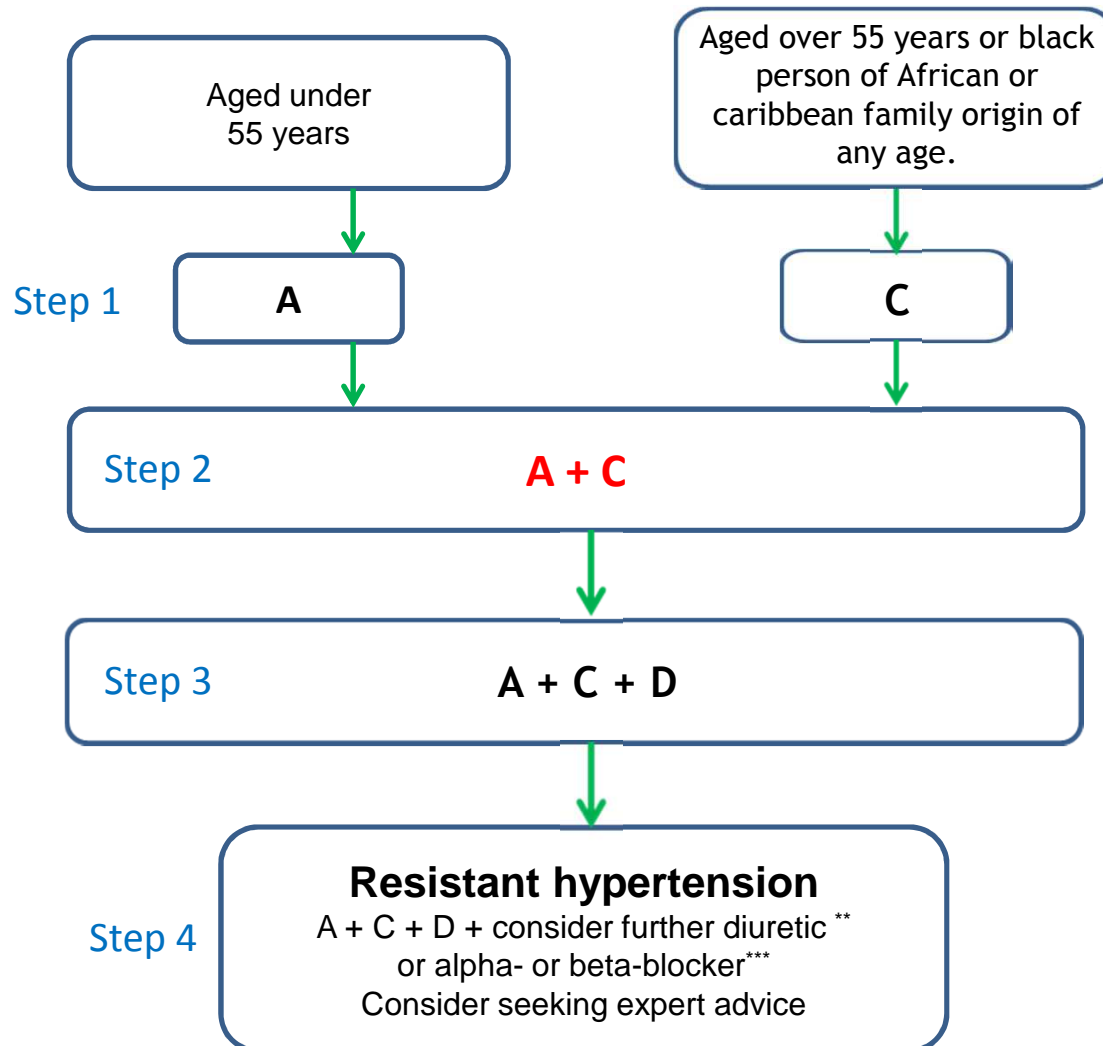 Aged under
55 years
Aged over 55 years or black
person of African or
caribbean family origin of
any age.
Step 1
A
C
Step 2
A + C
Step 3
A + C + D
Step 4
Resistant hypertension
A + C + D + consider further diuretic **
or alpha- or beta-blocker***
Consider seeking expert advice